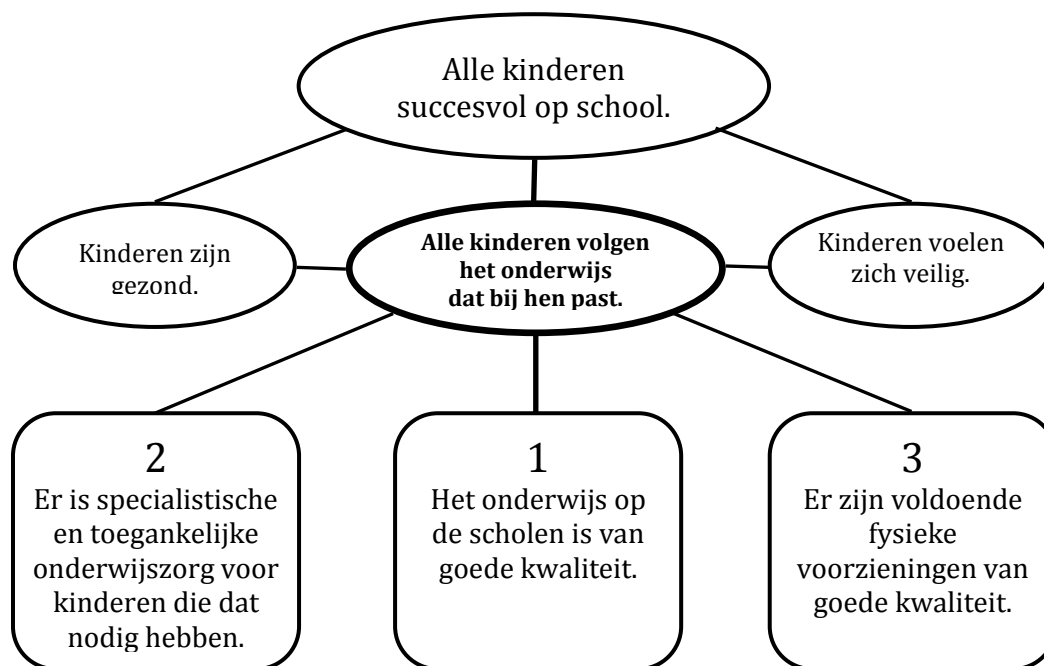 Alle kinderen
succesvol op school.
Kinderen zijn
gezond.
Alle kinderen volgen
het onderwijs
dat bij hen past.
Kinderen voelen
zich veilig.
2
Er is specialistische
en toegankelijke
onderwijszorg voor
kinderen die dat
nodig hebben.
1
Het onderwijs op
de scholen is van
goede kwaliteit.
3
Er zijn voldoende
fysieke
voorzieningen van
goede kwaliteit.